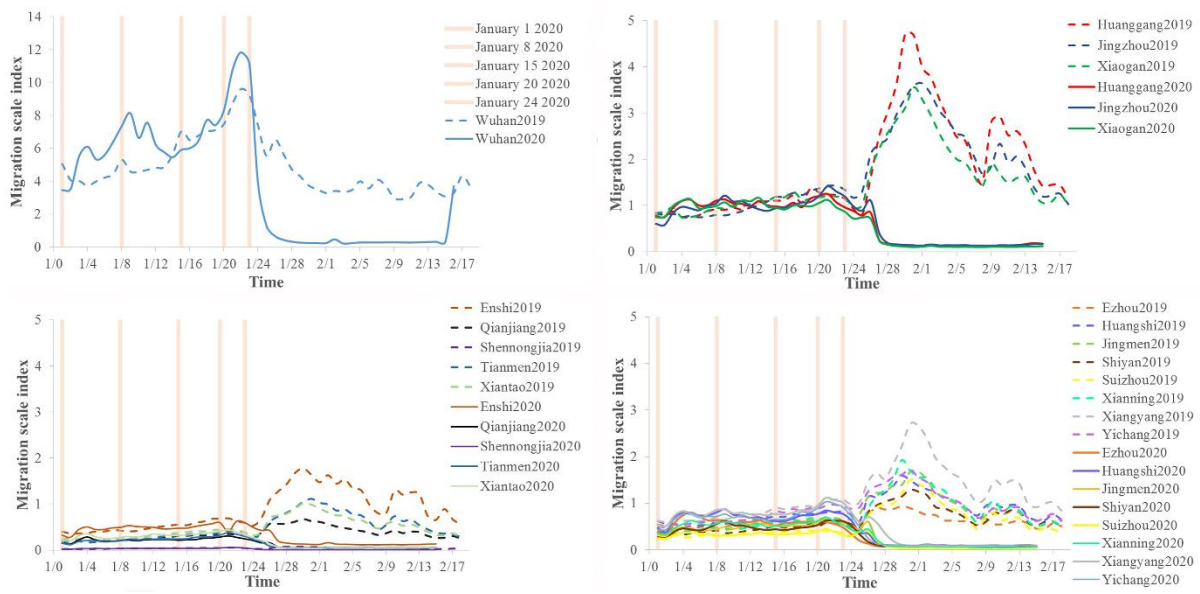 14
12
10
8
6
4
2
0
Migration scale index
1/0 1/4 1/8 1/12 1/16 1/20 1/24 1/28 2/1 2/5 2/9 2/13 2/17
Time
January 1 2020
January 8 2020
January 15 2020
January 20 2020
January 24 2020
Wuhan2019
Wuhan2020
5
4
3
2
1
0
Migration scale index
1/0 1/4 1/8 1/12 1/16 1/20 1/24 1/28 2/1 2/5 2/9 2/13 2/17
Time
Huanggang2019
Jingzhou2019
Xiaogan2019
Huanggang2020
Jingzhou2020
Xiaogan2020
5
4
3
2
1
0
Migration scale index
1/0 1/4 1/8 1/12 1/16 1/20 1/24 1/28 2/1 2/5 2/9 2/13 2/17
Time
Enshi2019
Qianjiang2019
Shennongjia2019
Tianmen2019
Xiantao2019
Enshi2020
Qianjiang2020
Shennongjia2020
Tianmen2020
Xiantao2020
5
4
3
2
1
0
Migration scale index
1/0 1/4 1/8 1/12 1/16 1/20 1/24 1/28 2/1 2/5 2/9 2/13 2/17
Time
Ezhou2019
Huangshi2019
Jingmen2019
Shiyan2019
Suizhou2019
Xianning2019
Xiangyang2019
Yichang2019
Ezhou2020
Huangshi2020
Jingmen2020
Shiyan2020
Suizhou2020
Xianning2020
Xiangyang2020
Yichang2020